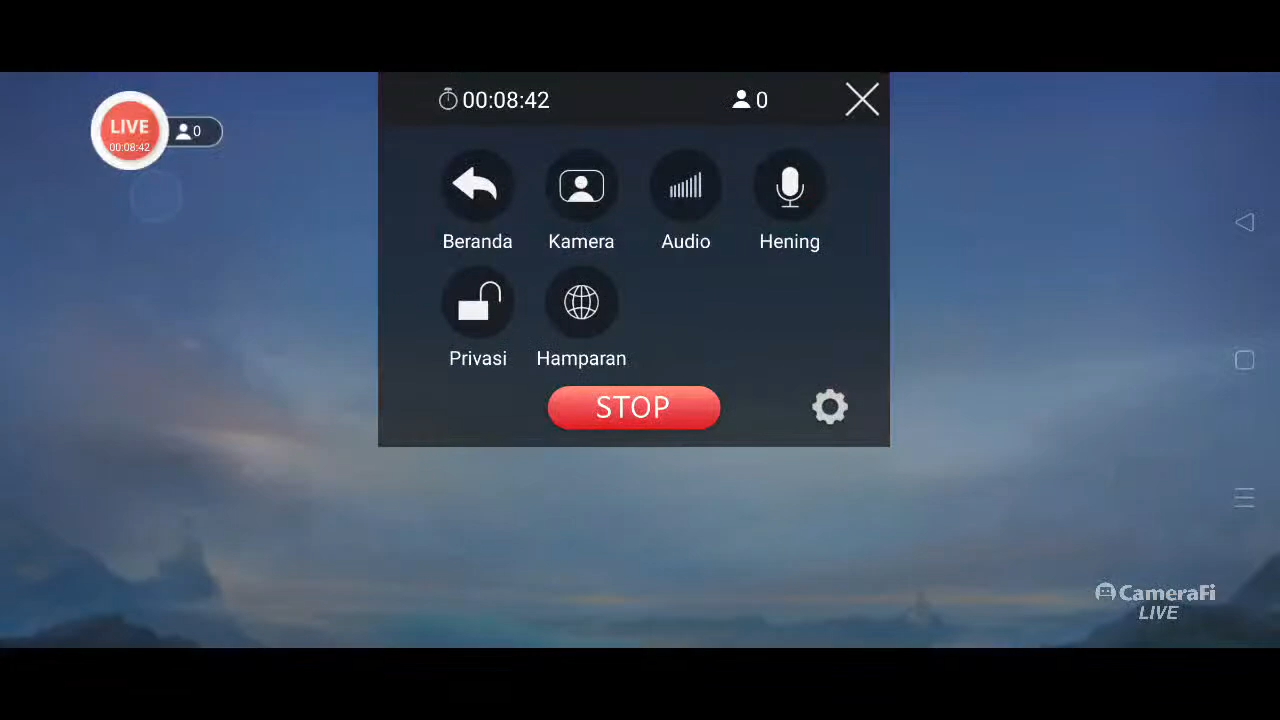 LIVE
00:08:42
0
00:08:42
0
Beranda
Kamera
Audio
Hening
Privasi
Hamparan
STOP
CameraFi
LIVE